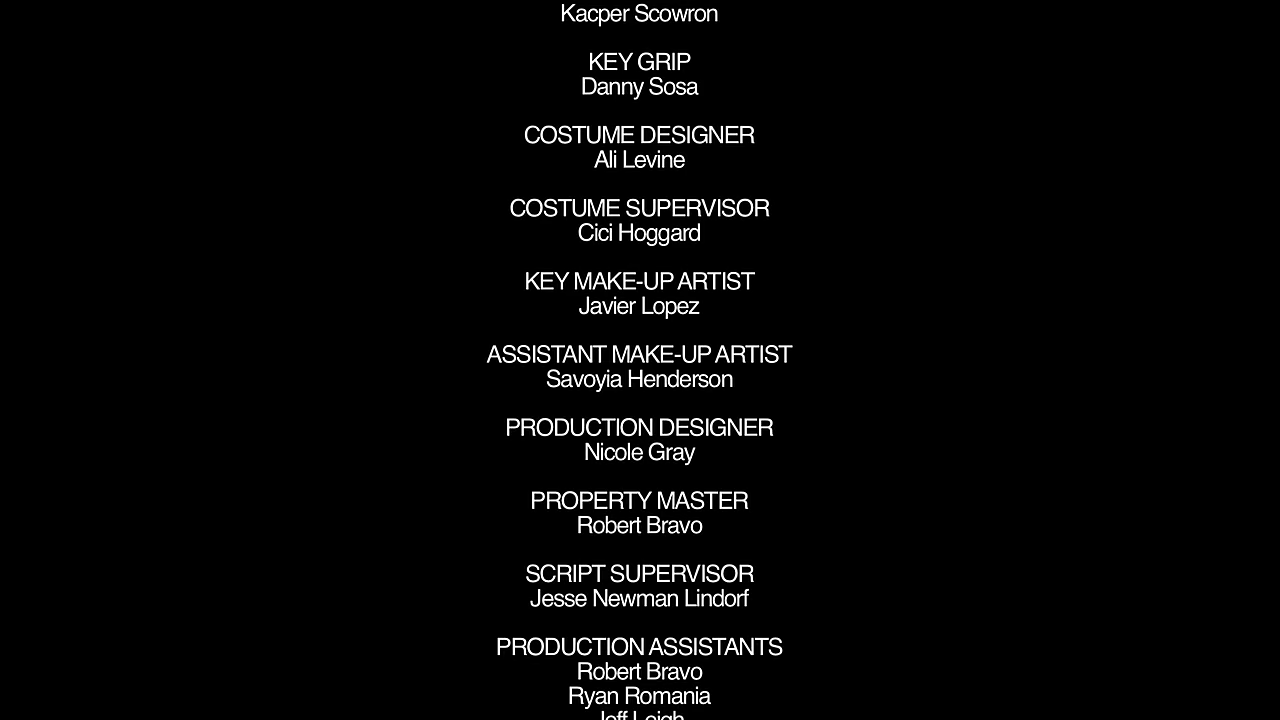 Kacper Scowron
KEY GRIP
Danny Sosa
COSTUME DESIGNER
Ali Levine
COSTUME SUPERVISOR
Cici Hoggard
KEY MAKE-UP ARTIST
Javier Lopez
ASSISTANT MAKE-UP ARTIST
Savoyia Henderson
PRODUCTION DESIGNER
Nicole Gray
PROPERTY MASTER
Robert Bravo
SCRIPT SUPERVISOR
Jesse Newman Lindorf
PRODUCTION ASSISTANTS
Robert Bravo
Ryan Romania
Jeff Leigh